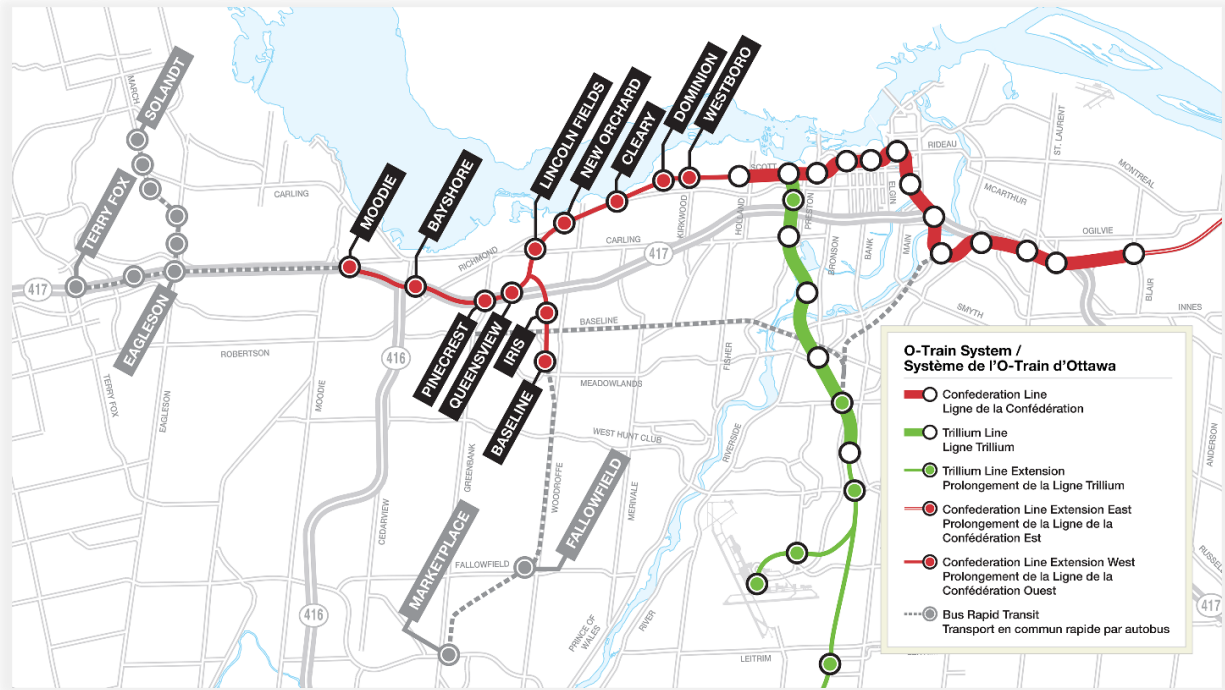 SOLANDT
MARCH
TERRY FOX
EAGLESON
417
CARLING
MOODIE
BAYSHORE
LINCOLN FIELDS
NEW ORCHARD
CLEARY
DOMINION
WESTBORO
RICHMOND
CARLING
417
KIRKWOOD
SCOTT
HOLLAND
PRESTON
BRONSON
BANK
ELGIN
MAIN
RIDEAU
ST. LAURENT
MCARTHUR
MONTREAL
OGILVIE
BLAIR
INNES
SMYTH
PINECREST
QUEENSVIEW
IRIS
BASELINE
BASELINE
ROBERTSON
416
TERRY FOX
EAGLESON
MOODIE
MEADOWLANDS
FISHER
WEST HUNT CLUB
GREENBANK
CEDARVIEW
WOODROFFE
MERIVALE
RIVERSIDE
FALLOWFIELD
MARKETPLACE
FALLOWFIELD
416
PRINCE OF
WALES
RIVER
LEITRIM
ANDERSON
417
O-Train System /
Système de l'O-Train d'Ottawa
Confederation Line
Ligne de la Confédération
Trillium Line
Ligne Trillium
Trillium Line Extension
Prolongement de la Ligne Trillium
Confederation Line Extension East
Prolongement de la Ligne de la
Confédération Est
Confederation Line Extension West
Prolongement de la Ligne de la
Confédération Ouest
Bus Rapid Transit
Transport en commun rapide par autobus